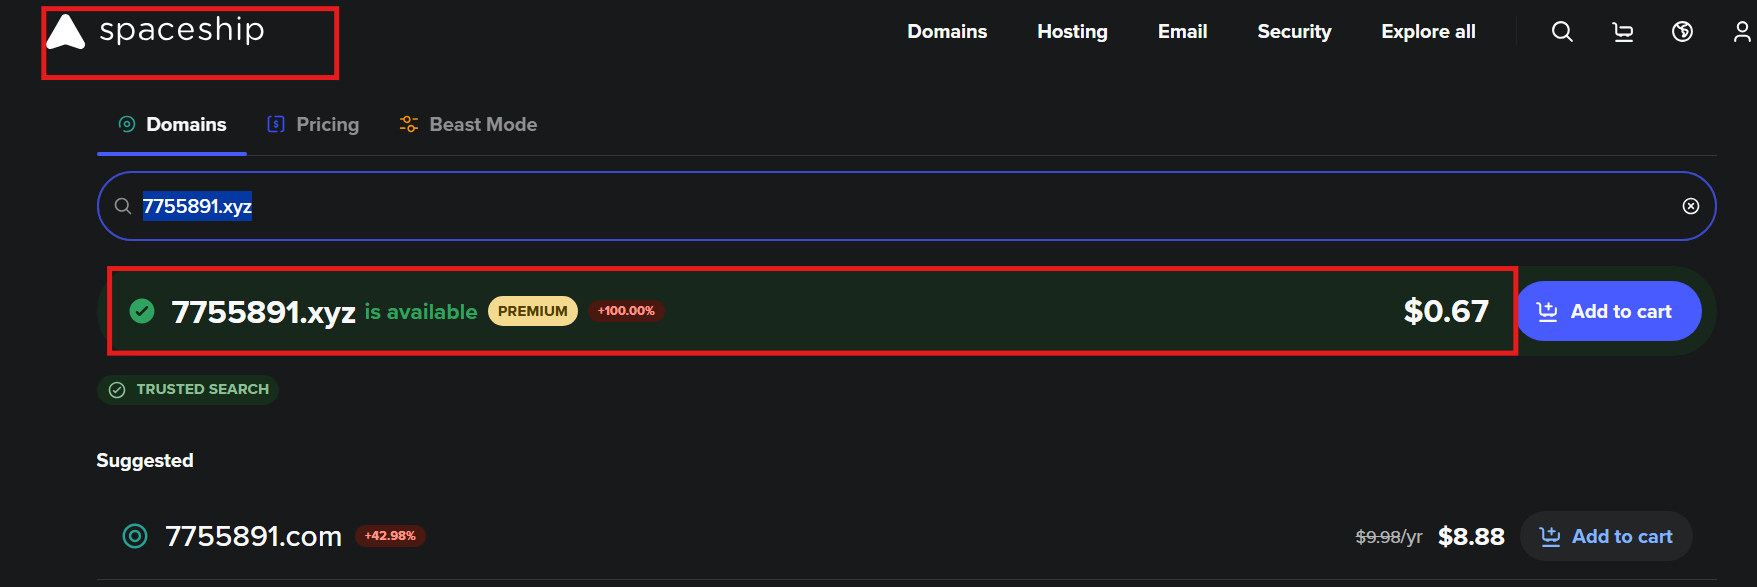 spaceship
Domains Hosting Email Security Explore all
Domains Pricing Beast Mode
7755891.xyz
7755891.xyz is available PREMIUM +100.00% $0.67 Add to cart
TRUSTED SEARCH
Suggested
7755891.com +42.98% $9.98/yr $8.88 Add to cart